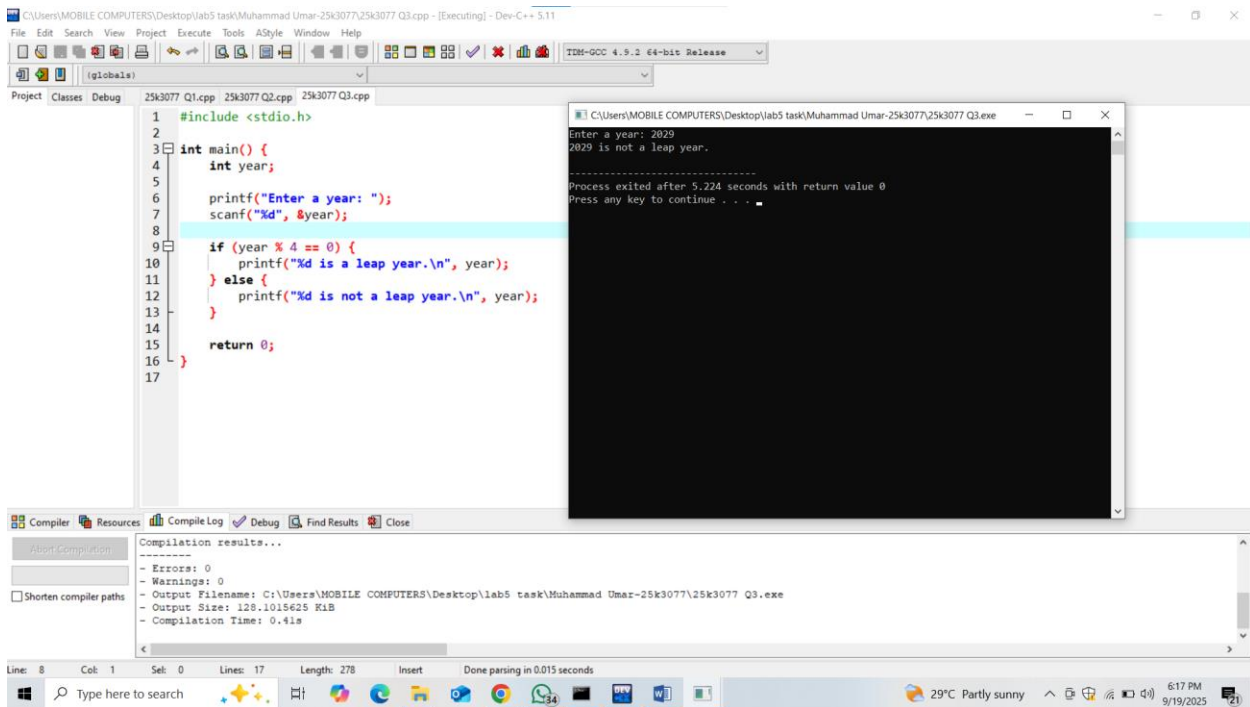 C:\Users\MOBILE COMPUTERS\Desktop\lab5 task\Muhammad Umar-25k3077\25k3077 Q3.cpp - [Executing] - Dev-C++ 5.11
File Edit Search View Project Execute Tools AStyle Window Help
TDM-GCC 4.9.2 64-bit Release
(globals)
Project Classes Debug 25k3077 Q1.cpp 25k3077 Q2.cpp 25k3077 Q3.cpp
1 #include <stdio.h>
2
3 int main() {
4 int year;
5
6 printf("Enter a year: ");
7 scanf("%d", &year);
8
9 if (year % 4 == 0) {
10 printf("%d is a leap year.\n", year);
11 } else {
12 printf("%d is not a leap year.\n", year);
13 }
14
15 return 0;
16 }
17
C:\Users\MOBILE COMPUTERS\Desktop\lab5 task\Muhammad Umar-25k3077\25k3077 Q3.exe
Enter a year: 2029
2029 is not a leap year.
--------------------------------
Process exited after 5.224 seconds with return value 0
Press any key to continue . . .
Compiler Resources Compile Log Debug Find Results Close
Abort Compilation
Shorten compiler paths
Compilation results...
--------
- Errors: 0
- Warnings: 0
- Output Filename: C:\Users\MOBILE COMPUTERS\Desktop\lab5 task\Muhammad Umar-25k3077\25k3077 Q3.exe
- Output Size: 128.1015625 KiB
- Compilation Time: 0.41s
Line: 8 Col: 1 Sel: 0 Lines: 17 Length: 278 Insert Done parsing in 0.015 seconds
Type here to search
34
DEV
29°C Partly sunny
6:17 PM
9/19/2025
21